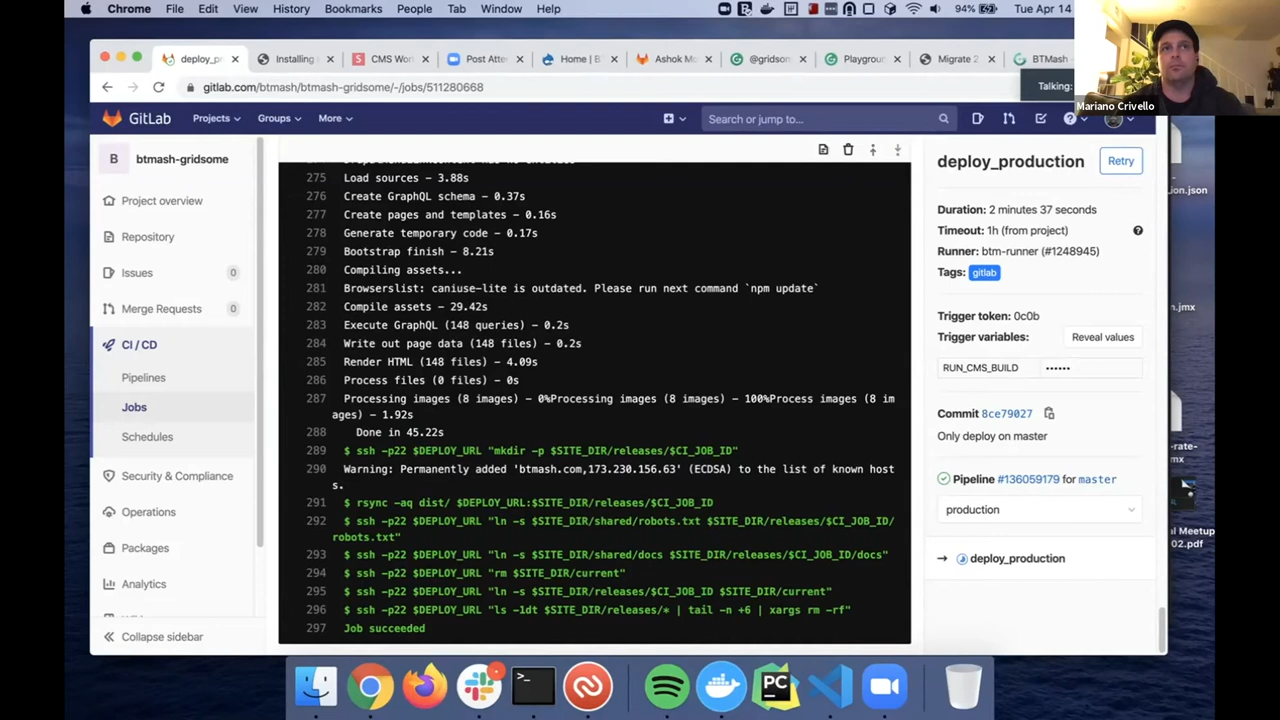 Chrome File Edit View History Bookmarks People Tab Window Help
94% Tue Apr 14
deploy_pr Installing CMS Wor Post Atte Home | B Ashok Mo @gridsom Playgroun Migrate 2 BTMash
Talking:
Mariano Crivello
gitlab.com/btmash/btmash-gridsome/-/jobs/511280668
GitLab Projects Groups More Search or jump to...
B btmash-gridsome
Project overview
Repository
Issues 0
Merge Requests 0
CI / CD
Pipelines
Jobs
Schedules
Security & Compliance
Operations
Packages
Analytics
Collapse sidebar
275 Load sources - 3.88s
276 Create GraphQL schema - 0.37s
277 Create pages and templates - 0.16s
278 Generate temporary code - 0.17s
279 Bootstrap finish - 8.21s
280 Compiling assets...
281 Browserslist: caniuse-lite is outdated. Please run next command `npm update`
282 Compile assets - 29.42s
283 Execute GraphQL (148 queries) - 0.2s
284 Write out page data (148 files) - 0.2s
285 Render HTML (148 files) - 4.09s
286 Process files (0 files) - 0s
287 Processing images (8 images) - 0%Processing images (8 images) - 100%Process images (8 im
ages) - 1.92s
288 Done in 45.22s
289 $ ssh -p22 $DEPLOY_URL "mkdir -p $SITE_DIR/releases/$CI_JOB_ID"
290 Warning: Permanently added 'btmash.com,173.230.156.63' (ECDSA) to the list of known host
s.
291 $ rsync -aq dist/ $DEPLOY_URL:$SITE_DIR/releases/$CI_JOB_ID
292 $ ssh -p22 $DEPLOY_URL "ln -s $SITE_DIR/shared/robots.txt $SITE_DIR/releases/$CI_JOB_ID/
robots.txt"
293 $ ssh -p22 $DEPLOY_URL "ln -s $SITE_DIR/shared/docs $SITE_DIR/releases/$CI_JOB_ID/docs"
294 $ ssh -p22 $DEPLOY_URL "rm $SITE_DIR/current"
295 $ ssh -p22 $DEPLOY_URL "ln -s $SITE_DIR/releases/$CI_JOB_ID $SITE_DIR/current"
296 $ ssh -p22 $DEPLOY_URL "ls -1dt $SITE_DIR/releases/* | tail -n +6 | xargs rm -rf"
297 Job succeeded
deploy_production Retry
Duration: 2 minutes 37 seconds
Timeout: 1h (from project)
Runner: btm-runner (#1248945)
Tags: gitlab
Trigger token: 0c0b
Trigger variables: Reveal values
RUN_CMS_BUILD ••••••
Commit 8ce79027
Only deploy on master
Pipeline #136059179 for master
production
→ deploy_production
ion.json
n.jmx
-rate-
mx
al Meetup
02.pdf
PC